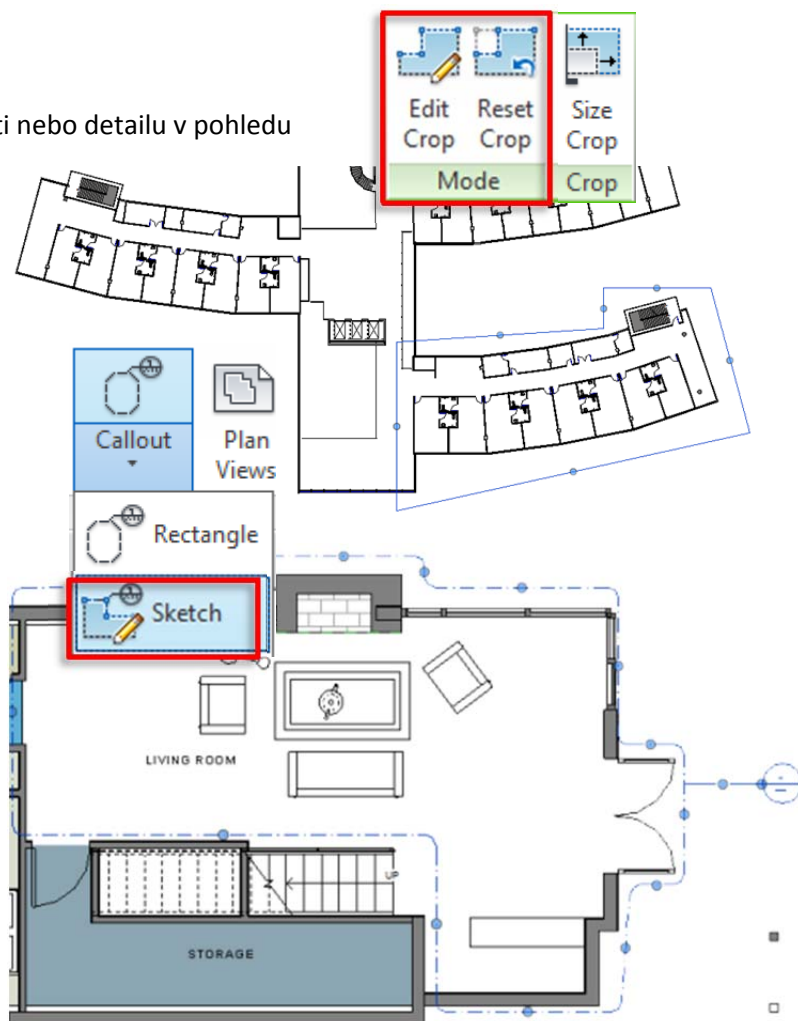 Edit
Crop
Reset
Crop
Size
Crop
Mode
Crop
nebo detailu v pohledu
Callout
Plan
Views
Rectangle
Sketch
LIVING ROOM
UP
STORAGE